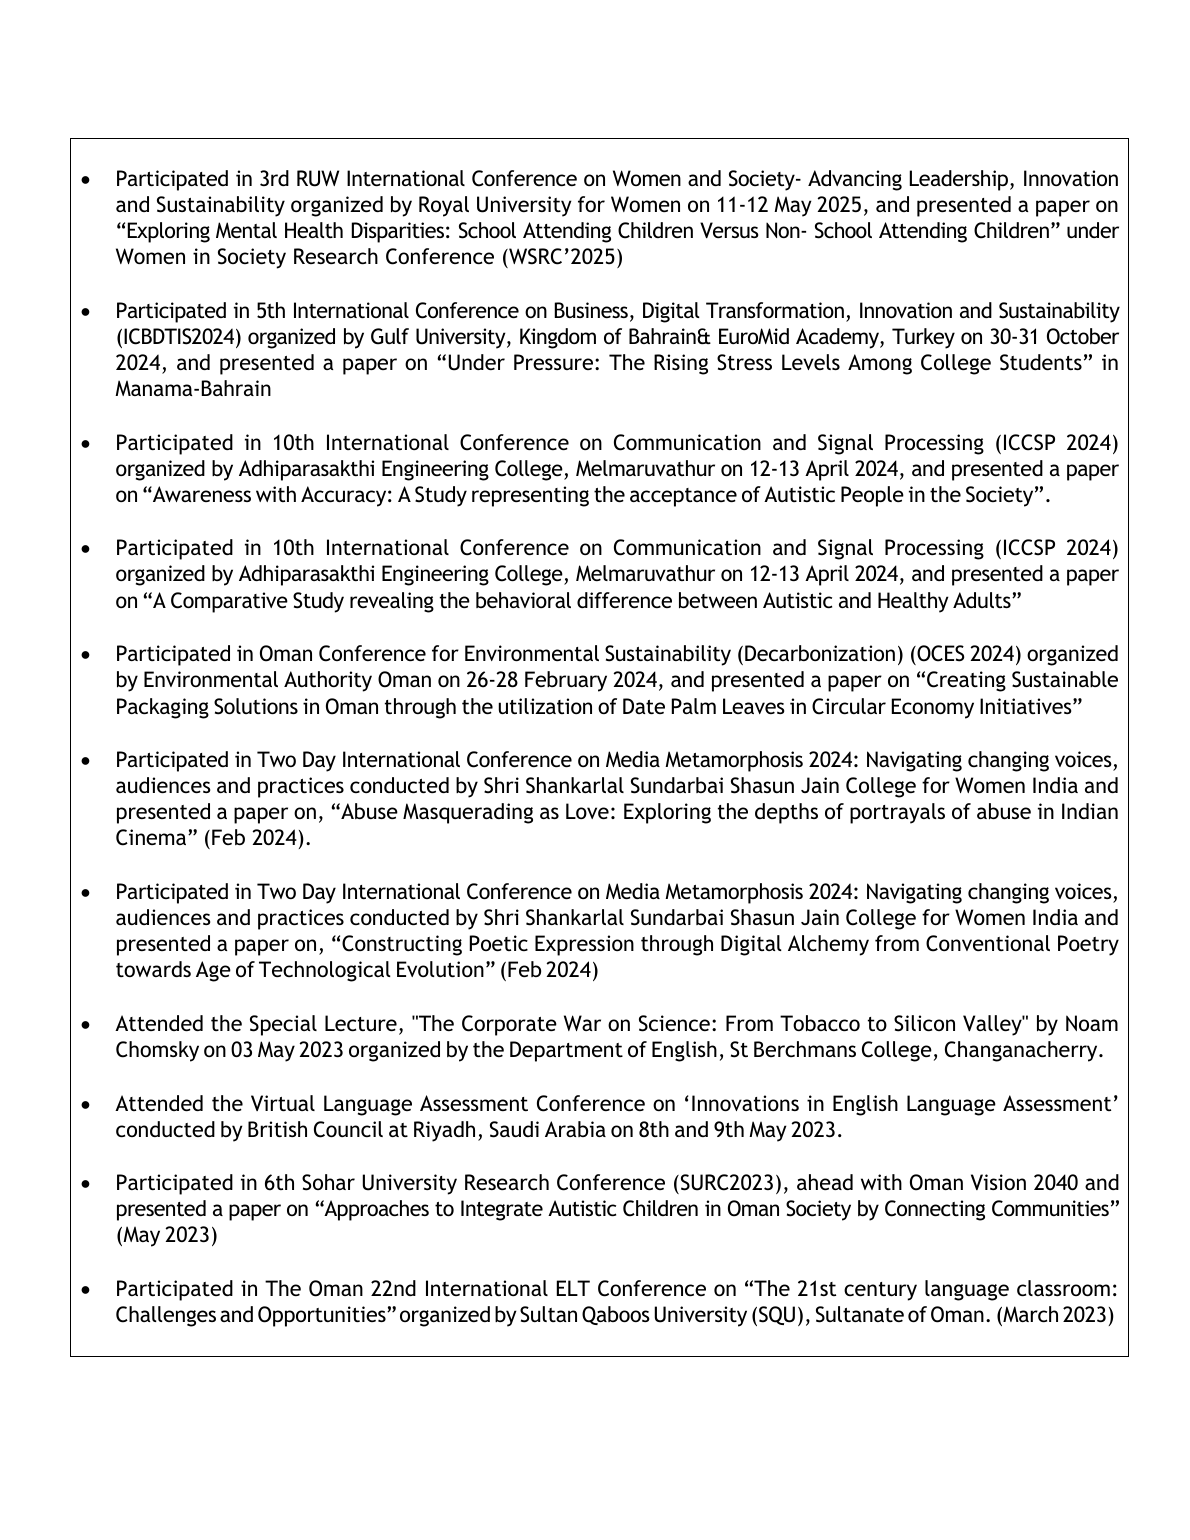 • Participated in 3rd RUW International Conference on Women and Society- Advancing Leadership, Innovation
and Sustainability organized by Royal University for Women on 11-12 May 2025, and presented a paper on
“Exploring Mental Health Disparities: School Attending Children Versus Non- School Attending Children” under
Women in Society Research Conference (WSRC’2025)
• Participated in 5th International Conference on Business, Digital Transformation, Innovation and Sustainability
(ICBDTIS2024) organized by Gulf University, Kingdom of Bahrain& EuroMid Academy, Turkey on 30-31 October
2024, and presented a paper on “Under Pressure: The Rising Stress Levels Among College Students” in
Manama-Bahrain
• Participated in 10th International Conference on Communication and Signal Processing (ICCSP 2024)
organized by Adhiparasakthi Engineering College, Melmaruvathur on 12-13 April 2024, and presented a paper
on “Awareness with Accuracy: A Study representing the acceptance of Autistic People in the Society”.
• Participated in 10th International Conference on Communication and Signal Processing (ICCSP 2024)
organized by Adhiparasakthi Engineering College, Melmaruvathur on 12-13 April 2024, and presented a paper
on “A Comparative Study revealing the behavioral difference between Autistic and Healthy Adults”
• Participated in Oman Conference for Environmental Sustainability (Decarbonization) (OCES 2024) organized
by Environmental Authority Oman on 26-28 February 2024, and presented a paper on “Creating Sustainable
Packaging Solutions in Oman through the utilization of Date Palm Leaves in Circular Economy Initiatives”
• Participated in Two Day International Conference on Media Metamorphosis 2024: Navigating changing voices,
audiences and practices conducted by Shri Shankarlal Sundarbai Shasun Jain College for Women India and
presented a paper on, “Abuse Masquerading as Love: Exploring the depths of portrayals of abuse in Indian
Cinema” (Feb 2024).
• Participated in Two Day International Conference on Media Metamorphosis 2024: Navigating changing voices,
audiences and practices conducted by Shri Shankarlal Sundarbai Shasun Jain College for Women India and
presented a paper on, “Constructing Poetic Expression through Digital Alchemy from Conventional Poetry
towards Age of Technological Evolution” (Feb 2024)
• Attended the Special Lecture, "The Corporate War on Science: From Tobacco to Silicon Valley" by Noam
Chomsky on 03 May 2023 organized by the Department of English, St Berchmans College, Changanacherry.
• Attended the Virtual Language Assessment Conference on ‘Innovations in English Language Assessment’
conducted by British Council at Riyadh, Saudi Arabia on 8th and 9th May 2023.
• Participated in 6th Sohar University Research Conference (SURC2023), ahead with Oman Vision 2040 and
presented a paper on “Approaches to Integrate Autistic Children in Oman Society by Connecting Communities”
(May 2023)
• Participated in The Oman 22nd International ELT Conference on “The 21st century language classroom:
Challenges and Opportunities” organized by Sultan Qaboos University (SQU), Sultanate of Oman. (March 2023)